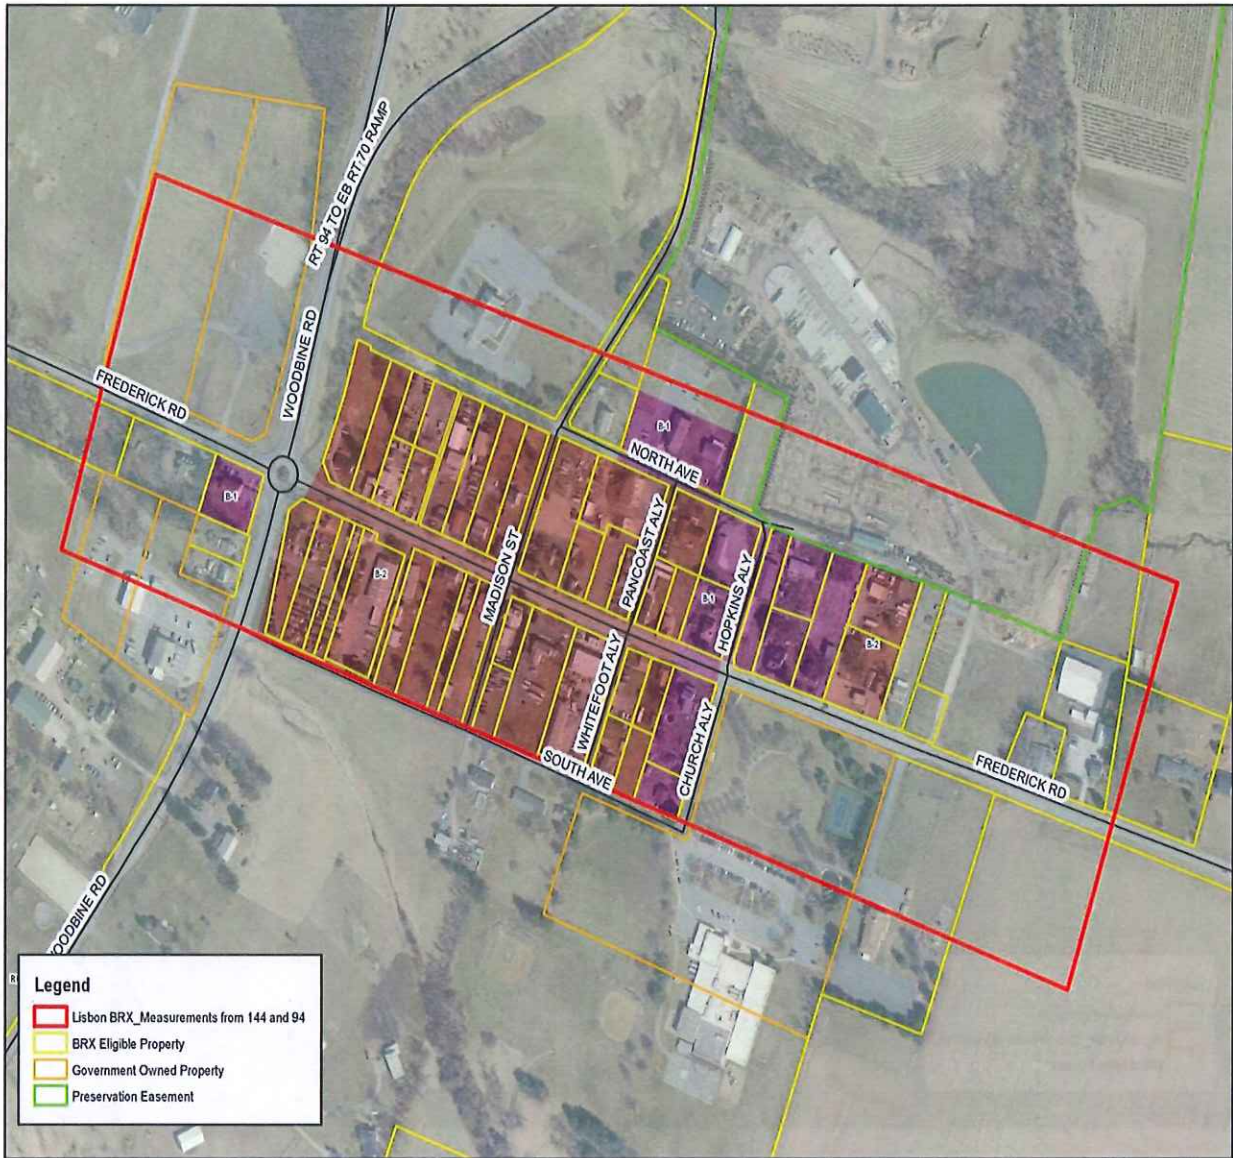 RT 94 TO EB RT 70 RAMP
WOODBINE RD
FREDERICK RD
B-1
B-1
NORTH AVE
MADISON ST
PANCOAST ALY
B-2
B-1
HOPKINS ALY
B-2
WHITEFOOT ALY
CHURCH ALY
SOUTH AVE
FREDERICK RD
WOODBINE RD
Legend
Lisbon BRX_Measurements from 144 and 94
BRX Eligible Property
Government Owned Property
Preservation Easement